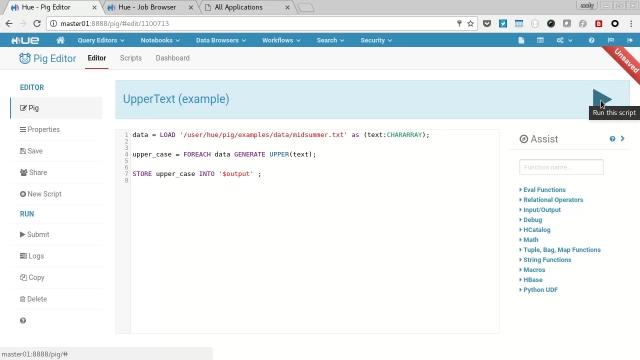 Hue - Pig Editor
Hue - Job Browser
All Applications
master01:8888/pig/#edit/1100713
HUE
Query Editors
Notebooks
Data Browsers
Workflows
Search
Security
Unsaved
Pig Editor
Editor
Scripts
Dashboard
EDITOR
Pig
Properties
Save
Share
New Script
RUN
Submit
Logs
Copy
Delete
UpperText (example)
Run this script
1 data = LOAD '/user/hue/pig/examples/data/midsummer.txt' as (text:CHARARRAY);
2
3
4 upper_case = FOREACH data GENERATE UPPER(text);
5
6
7 STORE upper_case INTO '$output' ;
8
Assist
Function name...
Eval Functions
Relational Operators
Input/Output
Debug
HCatalog
Math
Tuple, Bag, Map Functions
String Functions
Macros
HBase
Python UDF
master01:8888/pig/#